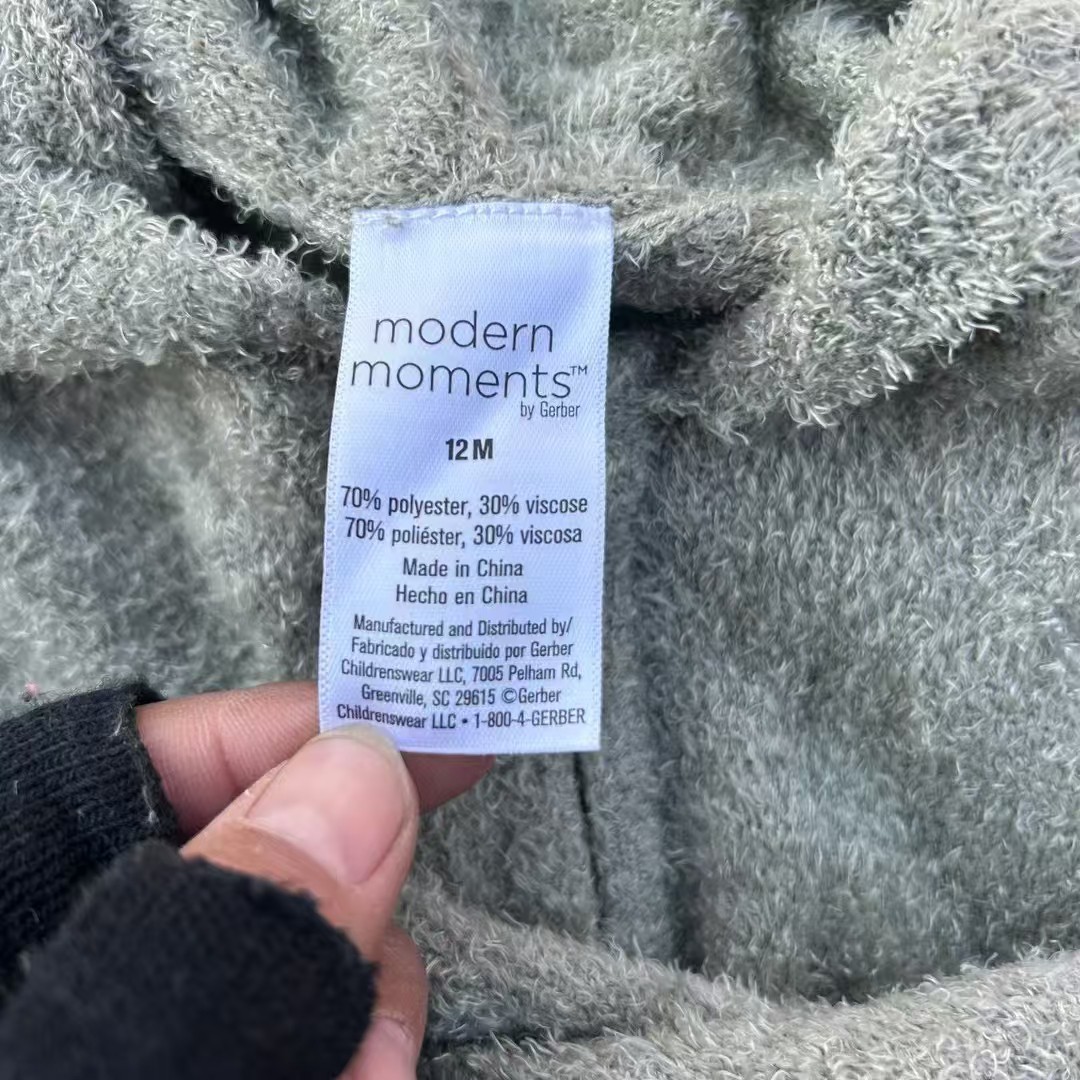 modern
moments™
by Gerber
12M
70% polyester, 30% viscose
70% poliéster, 30% viscosa
Made in China
Hecho en China
Manufactured and Distributed by/
Fabricado y distribuido por Gerber
Childrenswear LLC, 7005 Pelham Rd,
Greenville, SC 29615 ©Gerber
Childrenswear LLC • 1-800-4-GERBER